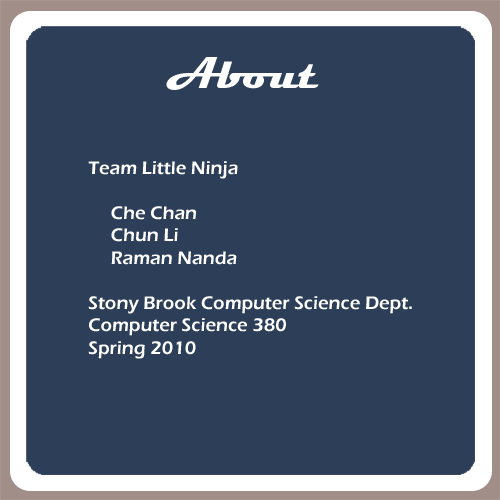 About
Team Little Ninja
Che Chan
Chun Li
Raman Nanda
Stony Brook Computer Science Dept.
Computer Science 380
Spring 2010